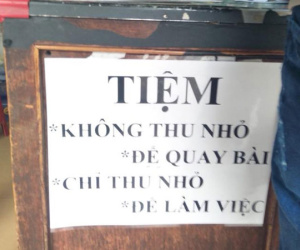 TIỆM
*KHÔNG THU NHỎ
*ĐỂ QUAY BÀI
*CHỈ THU NHỎ
*ĐỂ LÀM VIỆC